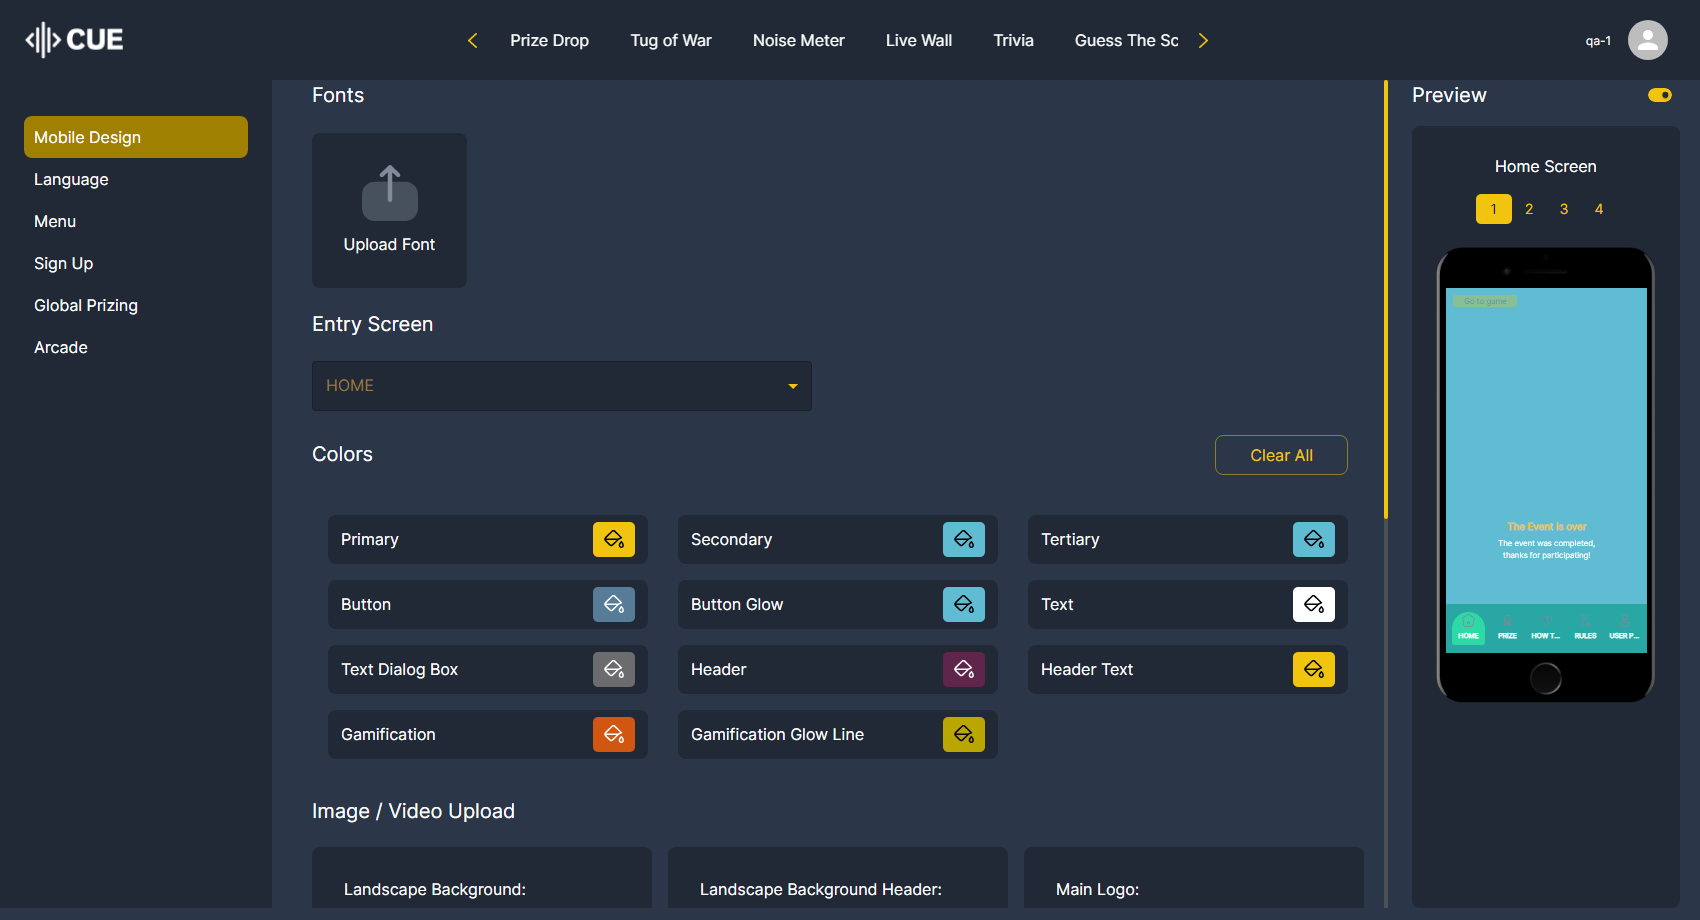 CUE
Prize Drop
Tug of War
Noise Meter
Live Wall
Trivia
Guess The Sc
qa-1
Mobile Design
Language
Menu
Sign Up
Global Prizing
Arcade
Fonts
Upload Font
Entry Screen
HOME
Colors
Clear All
Primary
Secondary
Tertiary
Button
Button Glow
Text
Text Dialog Box
Header
Header Text
Gamification
Gamification Glow Line
Image / Video Upload
Landscape Background:
Landscape Background Header:
Main Logo:
Preview
Home Screen
1 2 3 4
Go to game
The Event is over
The event was completed,
thanks for participating!
HOME PRIZE HOW T... RULES USER P...